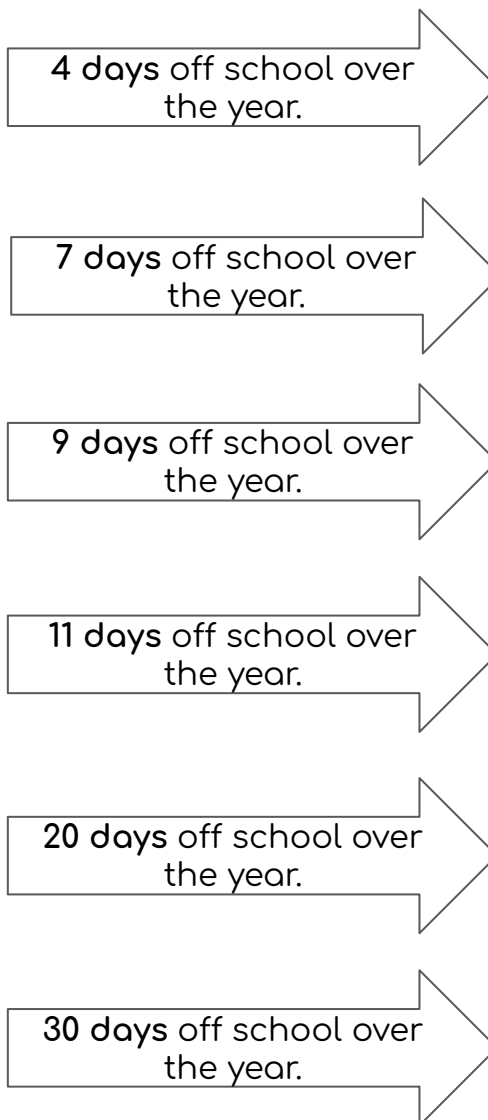 4 days off school over
the year.
7 days off school over
the year.
9 days off school over
the year.
11 days off school over
the year.
20 days off school over
the year.
30 days off school over
the year.